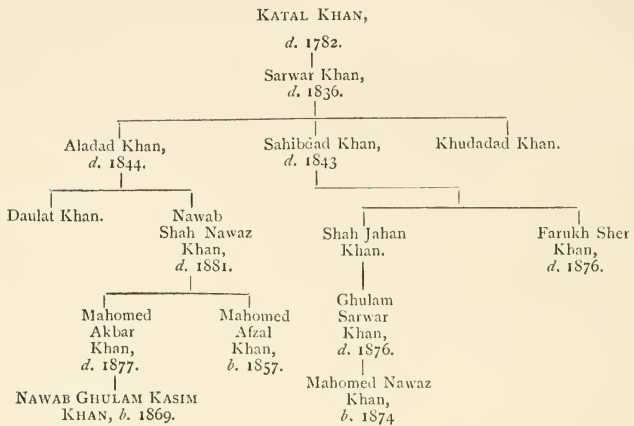 KATAL KHAN,
d. 1782.
Sarwar Khan,
d. 1836.
Aladad Khan,
d. 1844.
Sahibdad Khan,
d. 1843
Khudadad Khan.
Daulat Khan.
Nawab
Shah Nawaz
Khan,
d. 1881.
Shah Jahan
Khan.
Farukh Sher
Khan,
d. 1876.
Mahomed
Akbar
Khan,
d. 1877.
Mahomed
Afzal
Khan,
b. 1857.
Ghulam
Sarwar
Khan,
d. 1876.
NAWAB GHULAM KASIM
KHAN, b. 1869.
Mahomed Nawaz
Khan,
b. 1874